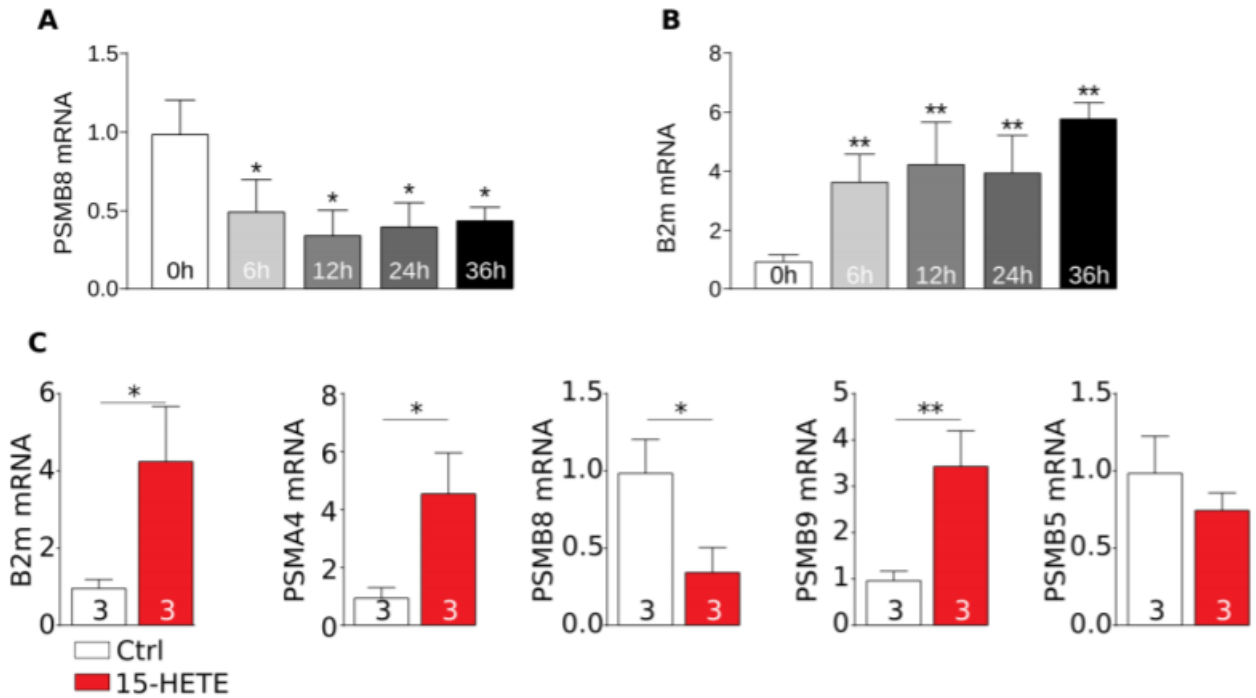 A
PSMB8 mRNA
1.5
1.0
0.5
0.0
* * * *
0h 6h 12h 24h 36h
B
B2m mRNA
8
6
4
2
0
** ** ** **
0h 6h 12h 24h 36h
C
B2m mRNA
6
4
2
0
*
3 3
PSMA4 mRNA
8
6
4
2
0
*
3 3
PSMB8 mRNA
1.5
1.0
0.5
0.0
*
3 3
PSMB9 mRNA
5
4
3
2
1
0
**
3 3
PSMB5 mRNA
1.5
1.0
0.5
0.0
3 3
Ctrl
15-HETE